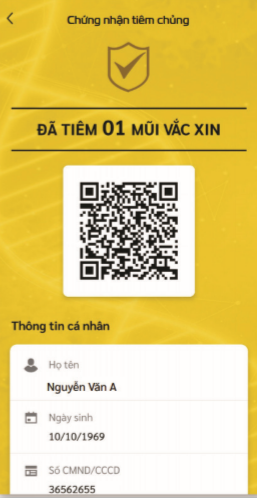 Chứng nhận tiêm chủng
ĐÃ TIÊM 01 MŨI VẮC XIN
Thông tin cá nhân
Họ tên
Nguyễn Văn A
Ngày sinh
10/10/1969
Số CMND/CCCD
36562655